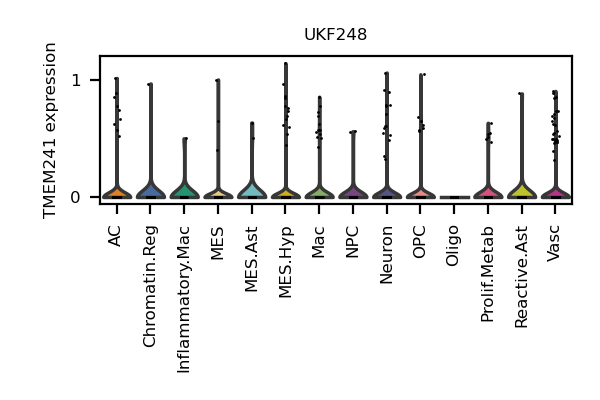 UKF248
TMEM241 expression
1
0
AC
Chromatin.Reg
Inflammatory.Mac
MES
MES.Ast
MES.Hyp
Mac
NPC
Neuron
OPC
Oligo
Prolif.Metab
Reactive.Ast
Vasc